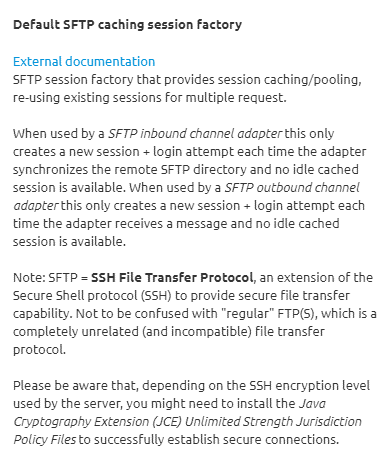 Default SFTP caching session factory
External documentation
SFTP session factory that provides session caching/pooling,
re-using existing sessions for multiple request.
When used by a SFTP inbound channel adapter this only
creates a new session + login attempt each time the adapter
synchronizes the remote SFTP directory and no idle cached
session is available. When used by a SFTP outbound channel
adapter this only creates a new session + login attempt each
time the adapter receives a message and no idle cached
session is available.
Note: SFTP = SSH File Transfer Protocol, an extension of the
Secure Shell protocol (SSH) to provide secure file transfer
capability. Not to be confused with "regular" FTP(S), which is a
completely unrelated (and incompatible) file transfer
protocol.
Please be aware that, depending on the SSH encryption level
used by the server, you might need to install the Java
Cryptography Extension (JCE) Unlimited Strength Jurisdiction
Policy Files to successfully establish secure connections.